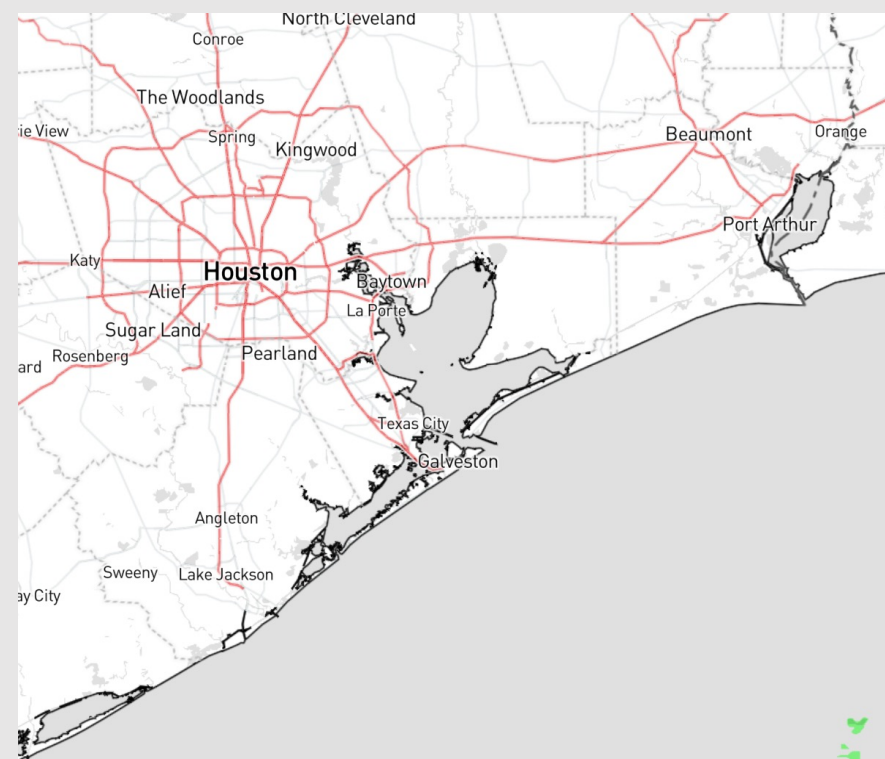 North Cleveland
Conroe
The Woodlands
ie View
Spring
Kingwood
Beaumont
Orange
Port Arthur
Katy
Houston
Baytown
Alief
La Porte
Sugar Land
Rosenberg
Pearland
ard
Texas City
Galveston
Angleton
Sweeny
Lake Jackson
ay City